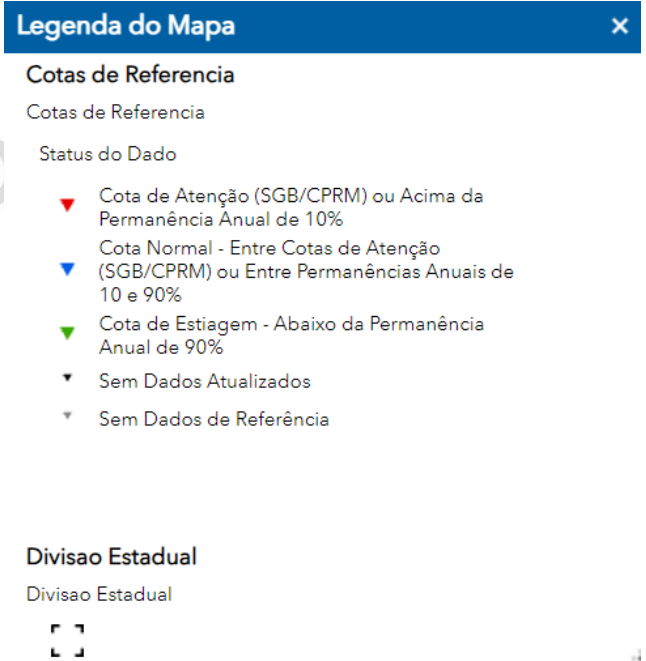 Legenda do Mapa
Cotas de Referencia
Cotas de Referencia
Status do Dado
Cota de Atenção (SGB/CPRM) ou Acima da
Permanência Anual de 10%
Cota Normal - Entre Cotas de Atenção
(SGB/CPRM) ou Entre Permanências Anuais de
10 e 90%
Cota de Estiagem - Abaixo da Permanência
Anual de 90%
Sem Dados Atualizados
Sem Dados de Referência
Divisao Estadual
Divisao Estadual